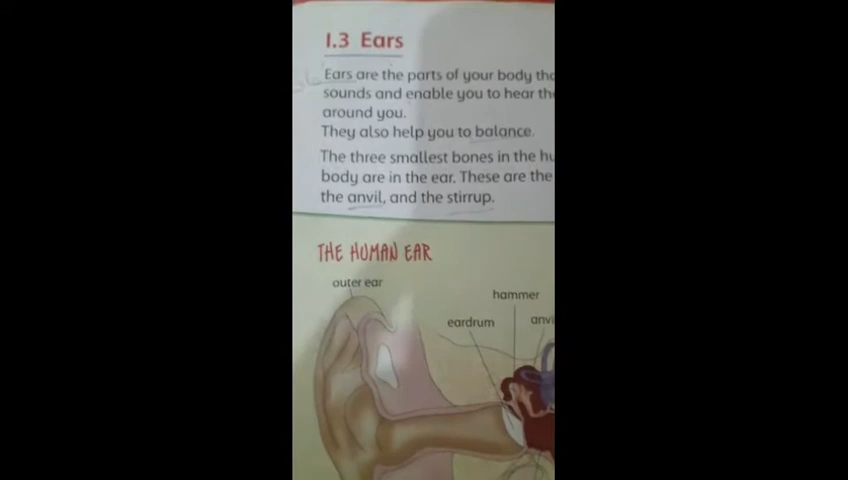 1.3 Ears
Ears are the parts of your body tha
sounds and enable you to hear the
around you.
They also help you to balance.
The three smallest bones in the hu
body are in the ear. These are the
the anvil, and the stirrup.
THE HUMAN EAR
outer ear
hammer
eardrum
anvi